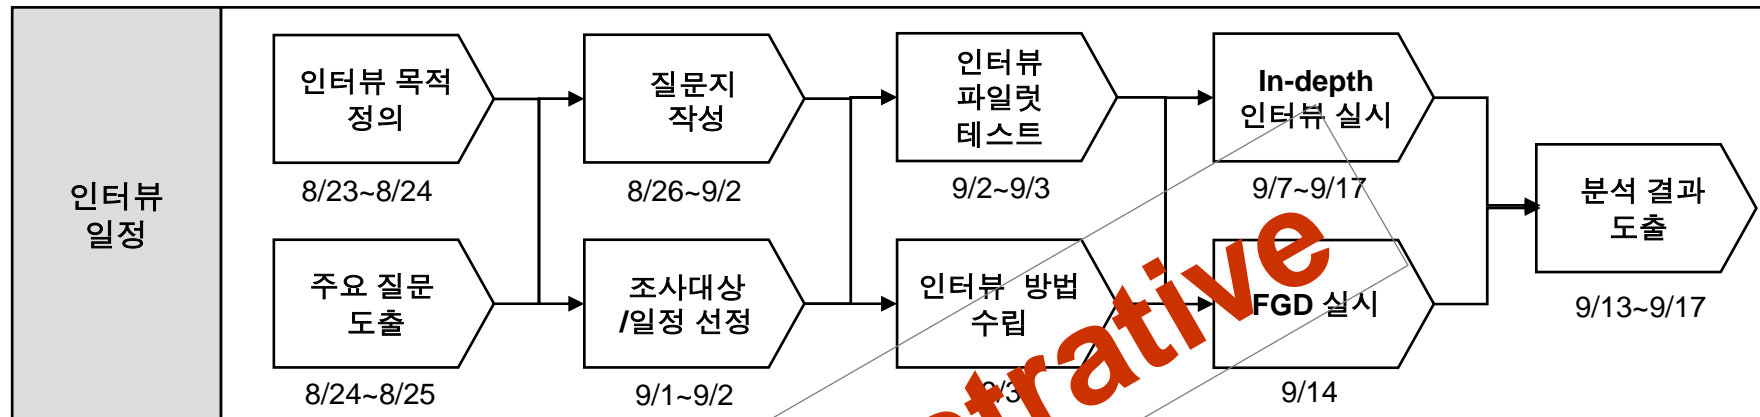 인터뷰
일정
인터뷰 목적
정의
8/23~8/24
질문지
작성
8/26~9/2
인터뷰
파일럿
테스트
9/2~9/3
In-depth
인터뷰 실시
9/7~9/17
주요 질문
도출
8/24~8/25
조사대상
/일정 선정
9/1~9/2
인터뷰 방법
수립
FGD 실시
9/14
분석 결과
도출
9/13~9/17
strative